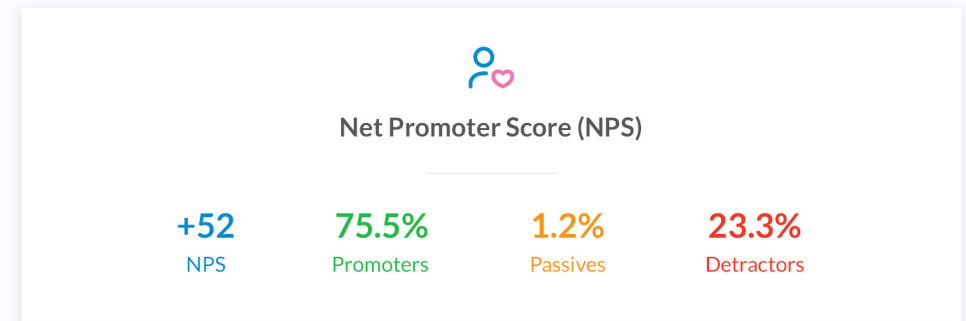 Net Promoter Score (NPS)
+52 75.5% 1.2% 23.3%
NPS Promoters Passives Detractors